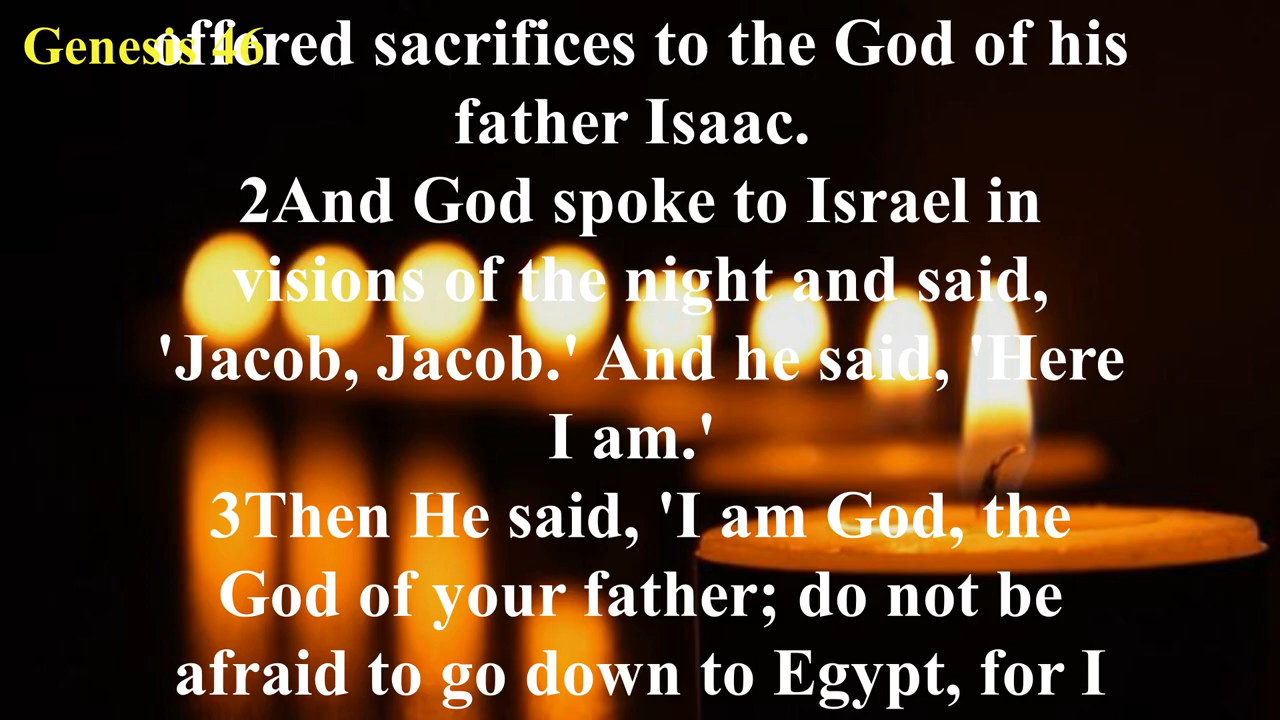 Genesis 46
offered sacrifices to the God of his
father Isaac.
2And God spoke to Israel in
visions of the night and said,
'Jacob, Jacob.' And he said, 'Here
I am.'
3Then He said, 'I am God, the
God of your father; do not be
afraid to go down to Egypt, for I